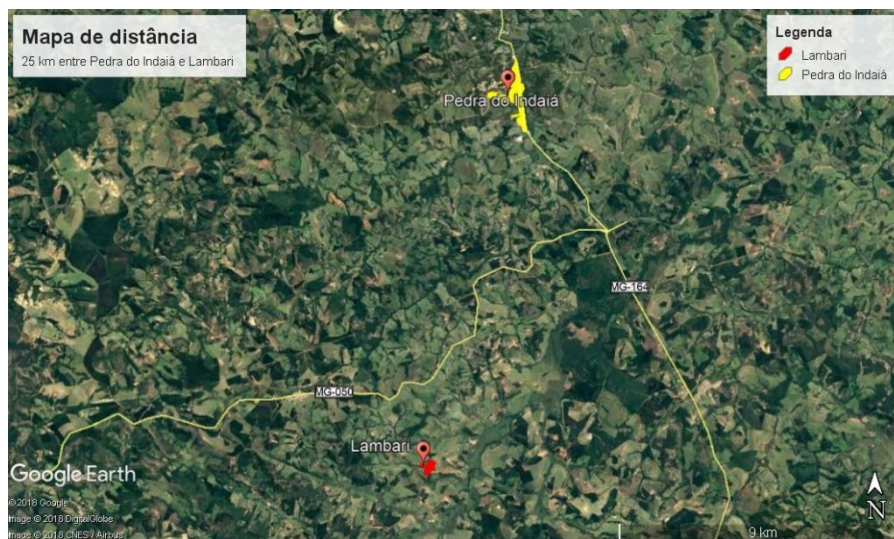 Mapa de distância
25 km entre Pedra do Indaiá e Lambari
Legenda
Lambari
Pedra do Indaiá
Pedra do Indaiá
MG-164
MG-050
Lambari
Google Earth
© 2018 Google
Image © 2018 DigitalGlobe
Image © 2018 CNES / Airbus
N
9 km